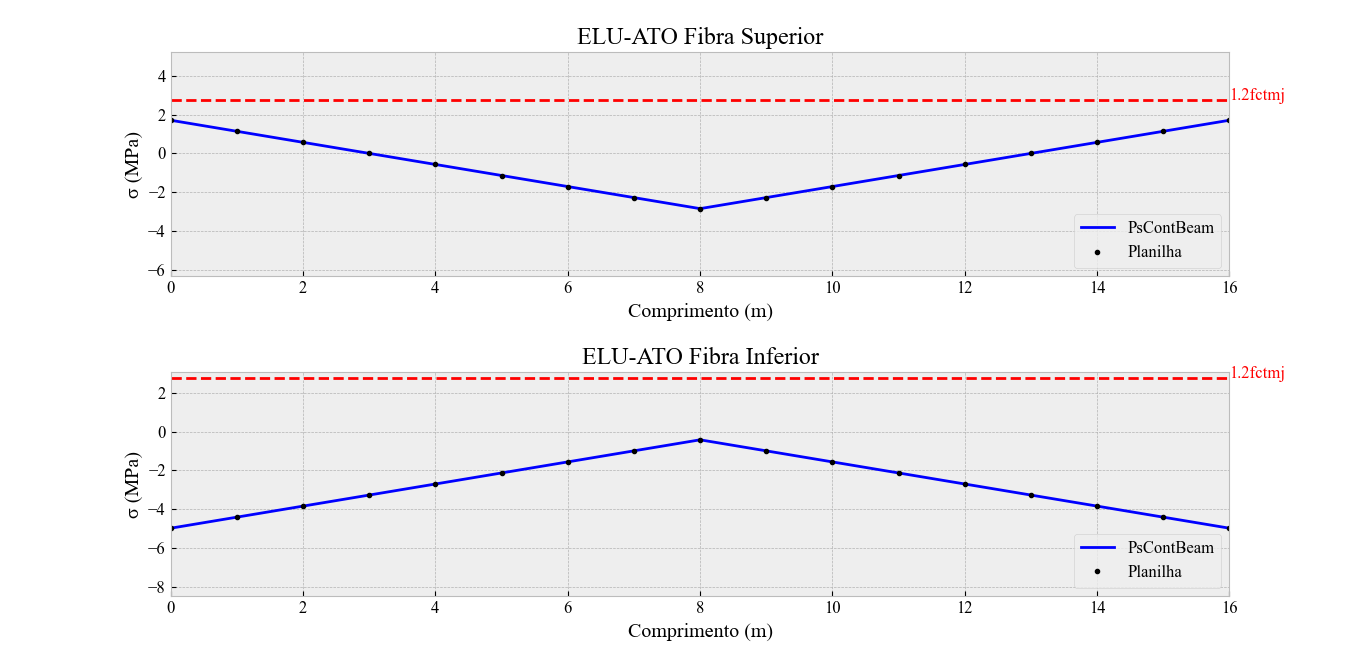 ELU-ATO Fibra Superior
σ (MPa)
4
2
0
−2
−4
−6
1.2fctmj
PsContBeam
Planilha
0 2 4 6 8 10 12 14 16
Comprimento (m)
ELU-ATO Fibra Inferior
σ (MPa)
2
0
−2
−4
−6
−8
1.2fctmj
PsContBeam
Planilha
0 2 4 6 8 10 12 14 16
Comprimento (m)